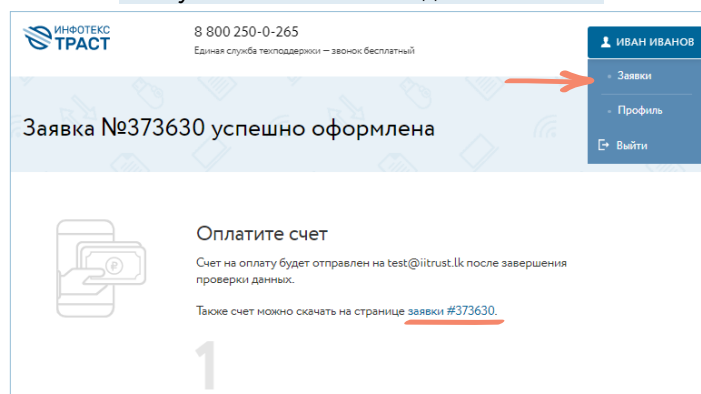 ИНФОТЕКС
ТРАСТ
8 800 250-0-265
Единая служба техподдержки — звонок бесплатный
ИВАН ИВАНОВ
Заявки
Профиль
Выйти
Заявка №373630 успешно оформлена
Оплатите счет
Счет на оплату будет отправлен на test@iitrust.lk после завершения
проверки данных.
Также счет можно скачать на странице заявки #373630.
1